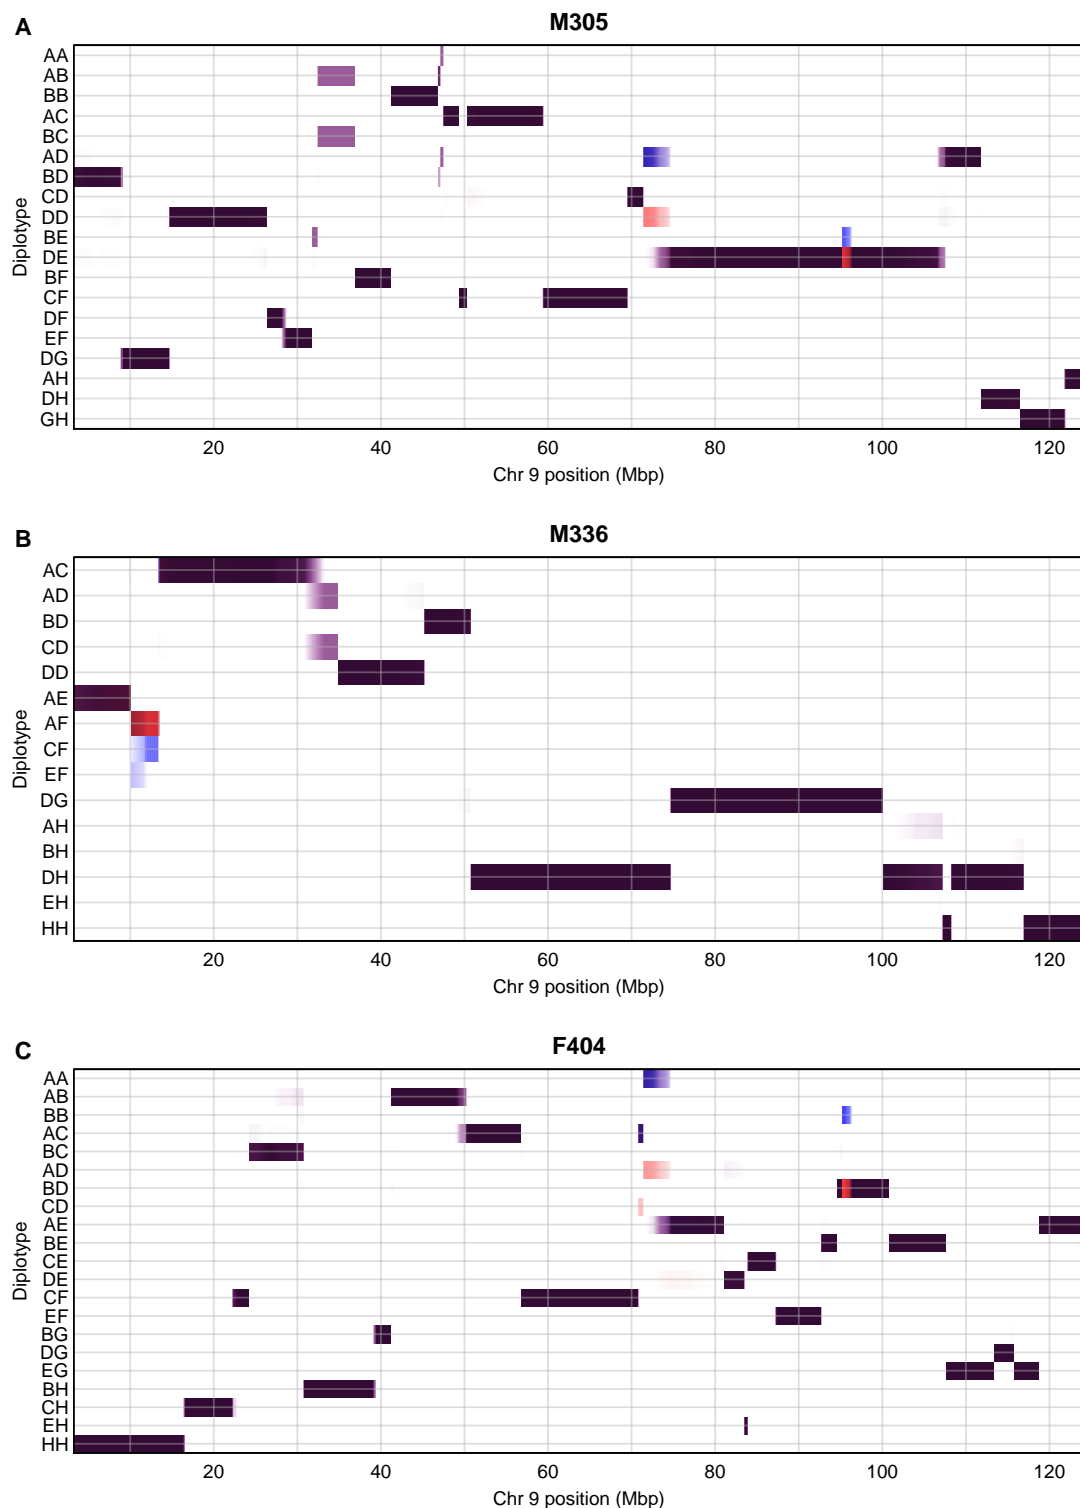 A
M305
AA
AB
BB
AC
BC
AD
BD
CD
DD
BE
DE
BF
CF
DF
EF
DG
AH
DH
GH
Diplotype
20 40 60 80 100 120
Chr 9 position (Mbp)
B
M336
AC
AD
BD
CD
DD
AE
AF
CF
EF
DG
AH
BH
DH
EH
HH
Diplotype
20 40 60 80 100 120
Chr 9 position (Mbp)
C
F404
AA
AB
BB
AC
BC
AD
BD
CD
AE
BE
CE
DE
CF
EF
BG
DG
EG
BH
CH
EH
HH
Diplotype
20 40 60 80 100 120
Chr 9 position (Mbp)